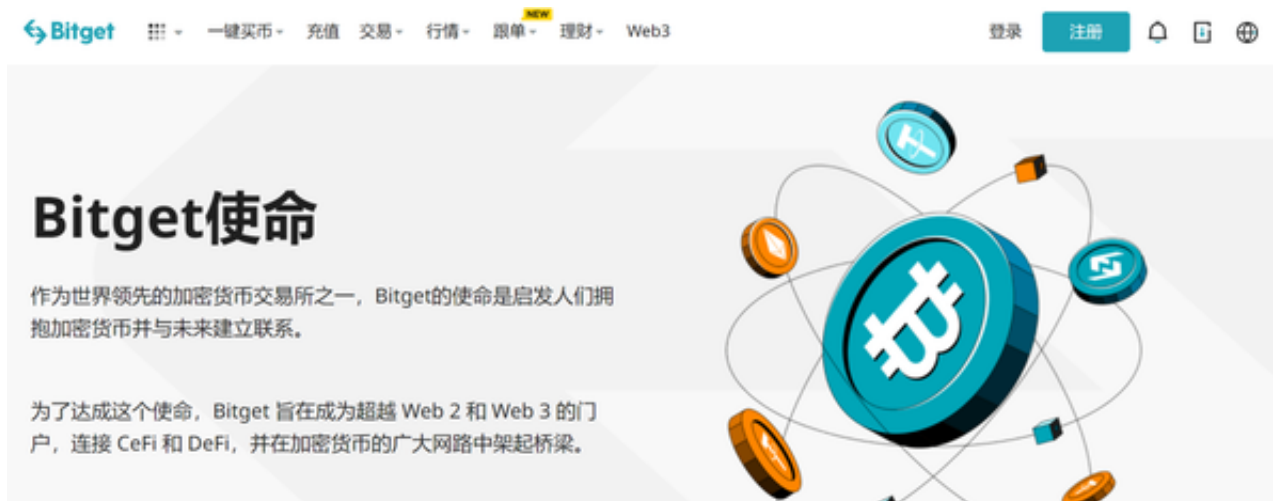 Bitget 一键买币 充值 交易 行情 跟单 NEW 理财 Web3 登录 注册
Bitget使命
作为世界领先的加密货币交易所之一，Bitget的使命是启发人们拥
抱加密货币并与未来建立联系。
为了达成这个使命，Bitget 旨在成为超越 Web 2 和 Web 3 的门
户，连接 CeFi 和 DeFi，并在加密货币的广大网路中架起桥梁。